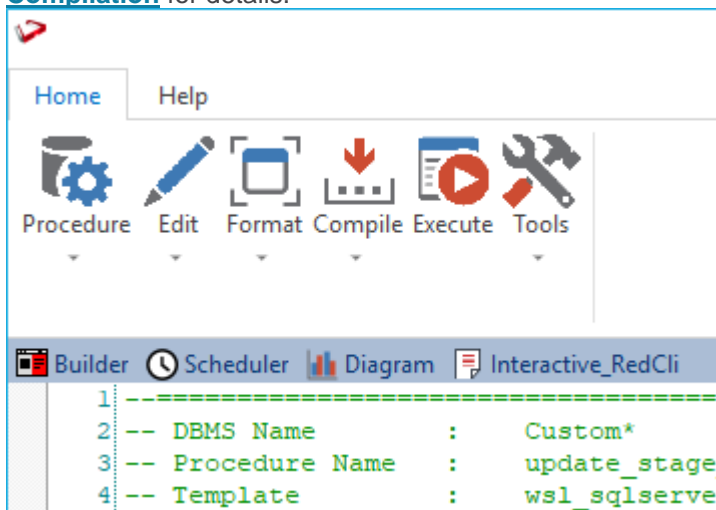 Compilation for details.
Home Help
Procedure Edit Format Compile Execute Tools
Builder Scheduler Diagram Interactive_RedCli
1 --===================================
2 -- DBMS Name : Custom*
3 -- Procedure Name : update_stage
4 -- Template : wsl_sqlserve